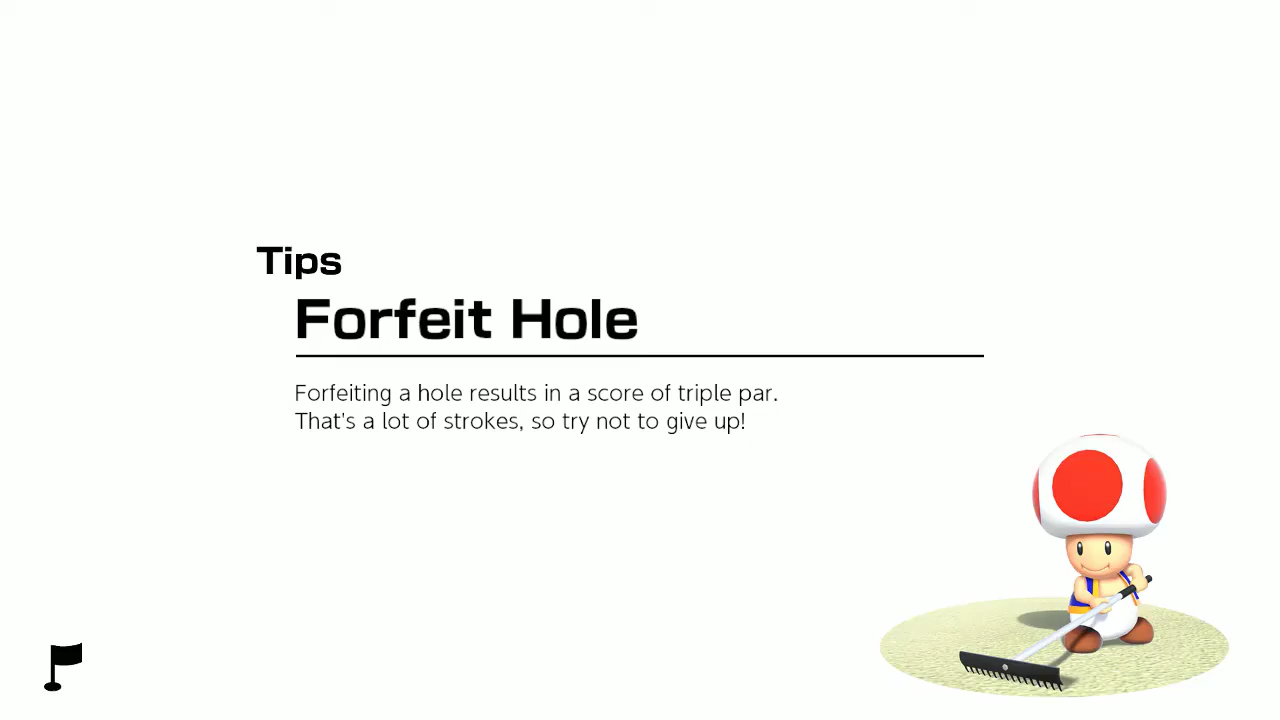 Tips
Forfeit Hole
Forfeiting a hole results in a score of triple par.
That's a lot of strokes, so try not to give up!